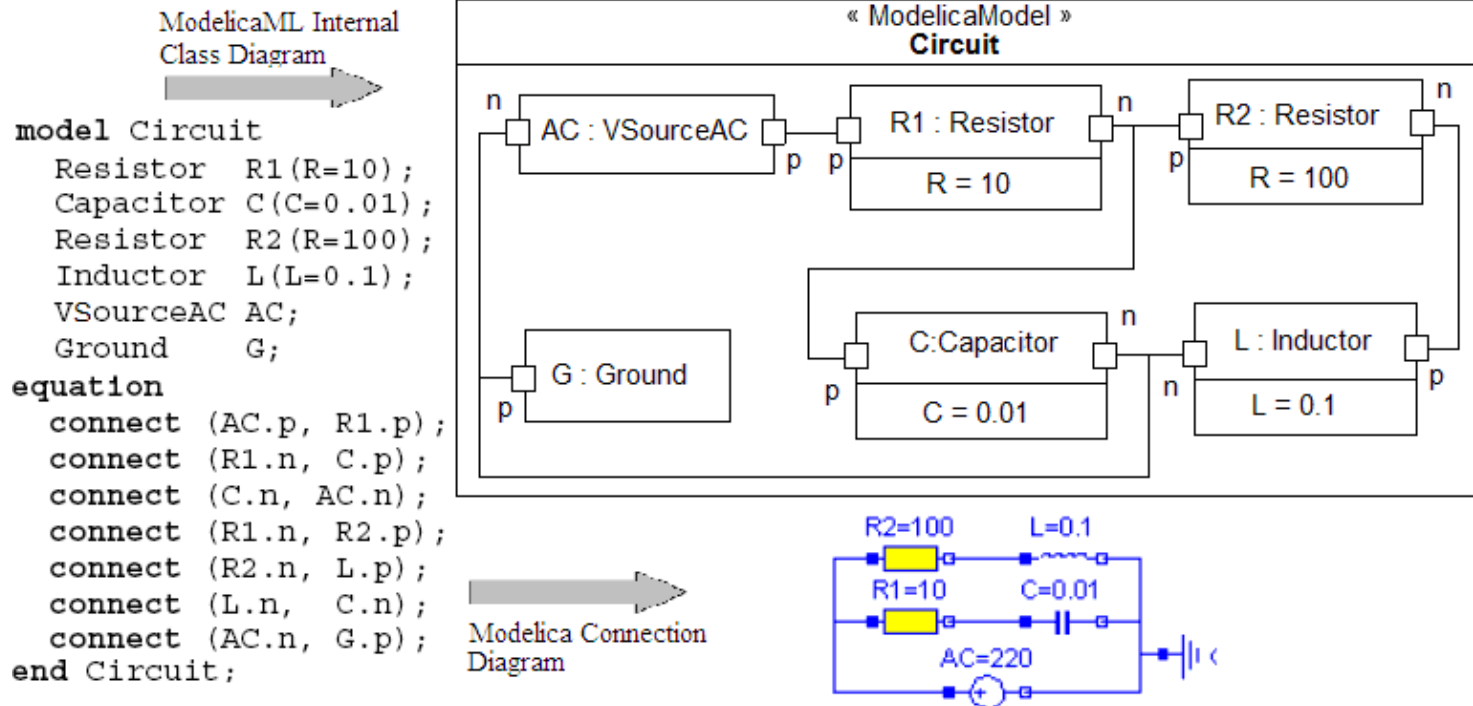 ModelicaML Internal
Class Diagram
model Circuit
Resistor R1(R=10);
Capacitor C(C=0.01);
Resistor R2(R=100);
Inductor L(L=0.1);
VSourceAC AC;
Ground G;
equation
connect (AC.p, R1.p);
connect (R1.n, C.p);
connect (C.n, AC.n);
connect (R1.n, R2.p);
connect (R2.n, L.p);
connect (L.n, C.n);
connect (AC.n, G.p);
end Circuit;
« ModelicaModel »
Circuit
n
AC : VSourceAC
p
p
R1 : Resistor
R = 10
n
p
R2 : Resistor
R = 100
n
G : Ground
p
C:Capacitor
C = 0.01
p
n
L : Inductor
L = 0.1
n
p
Modelica Connection
Diagram
R2=100
L=0.1
R1=10
C=0.01
AC=220
+